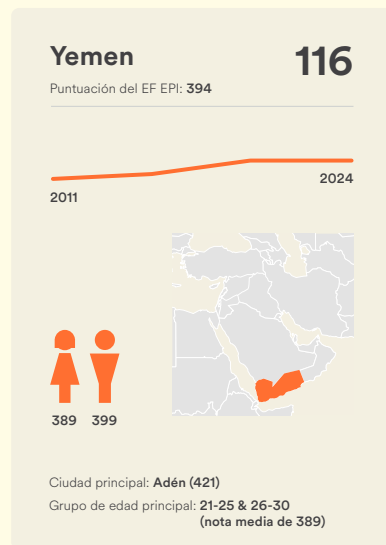 Yemen
116
Puntuación del EF EPI: 394
2024
2011
389 399
Ciudad principal: Adén (421)
Grupo de edad principal: 21-25 & 26-30
(nota media de 389)